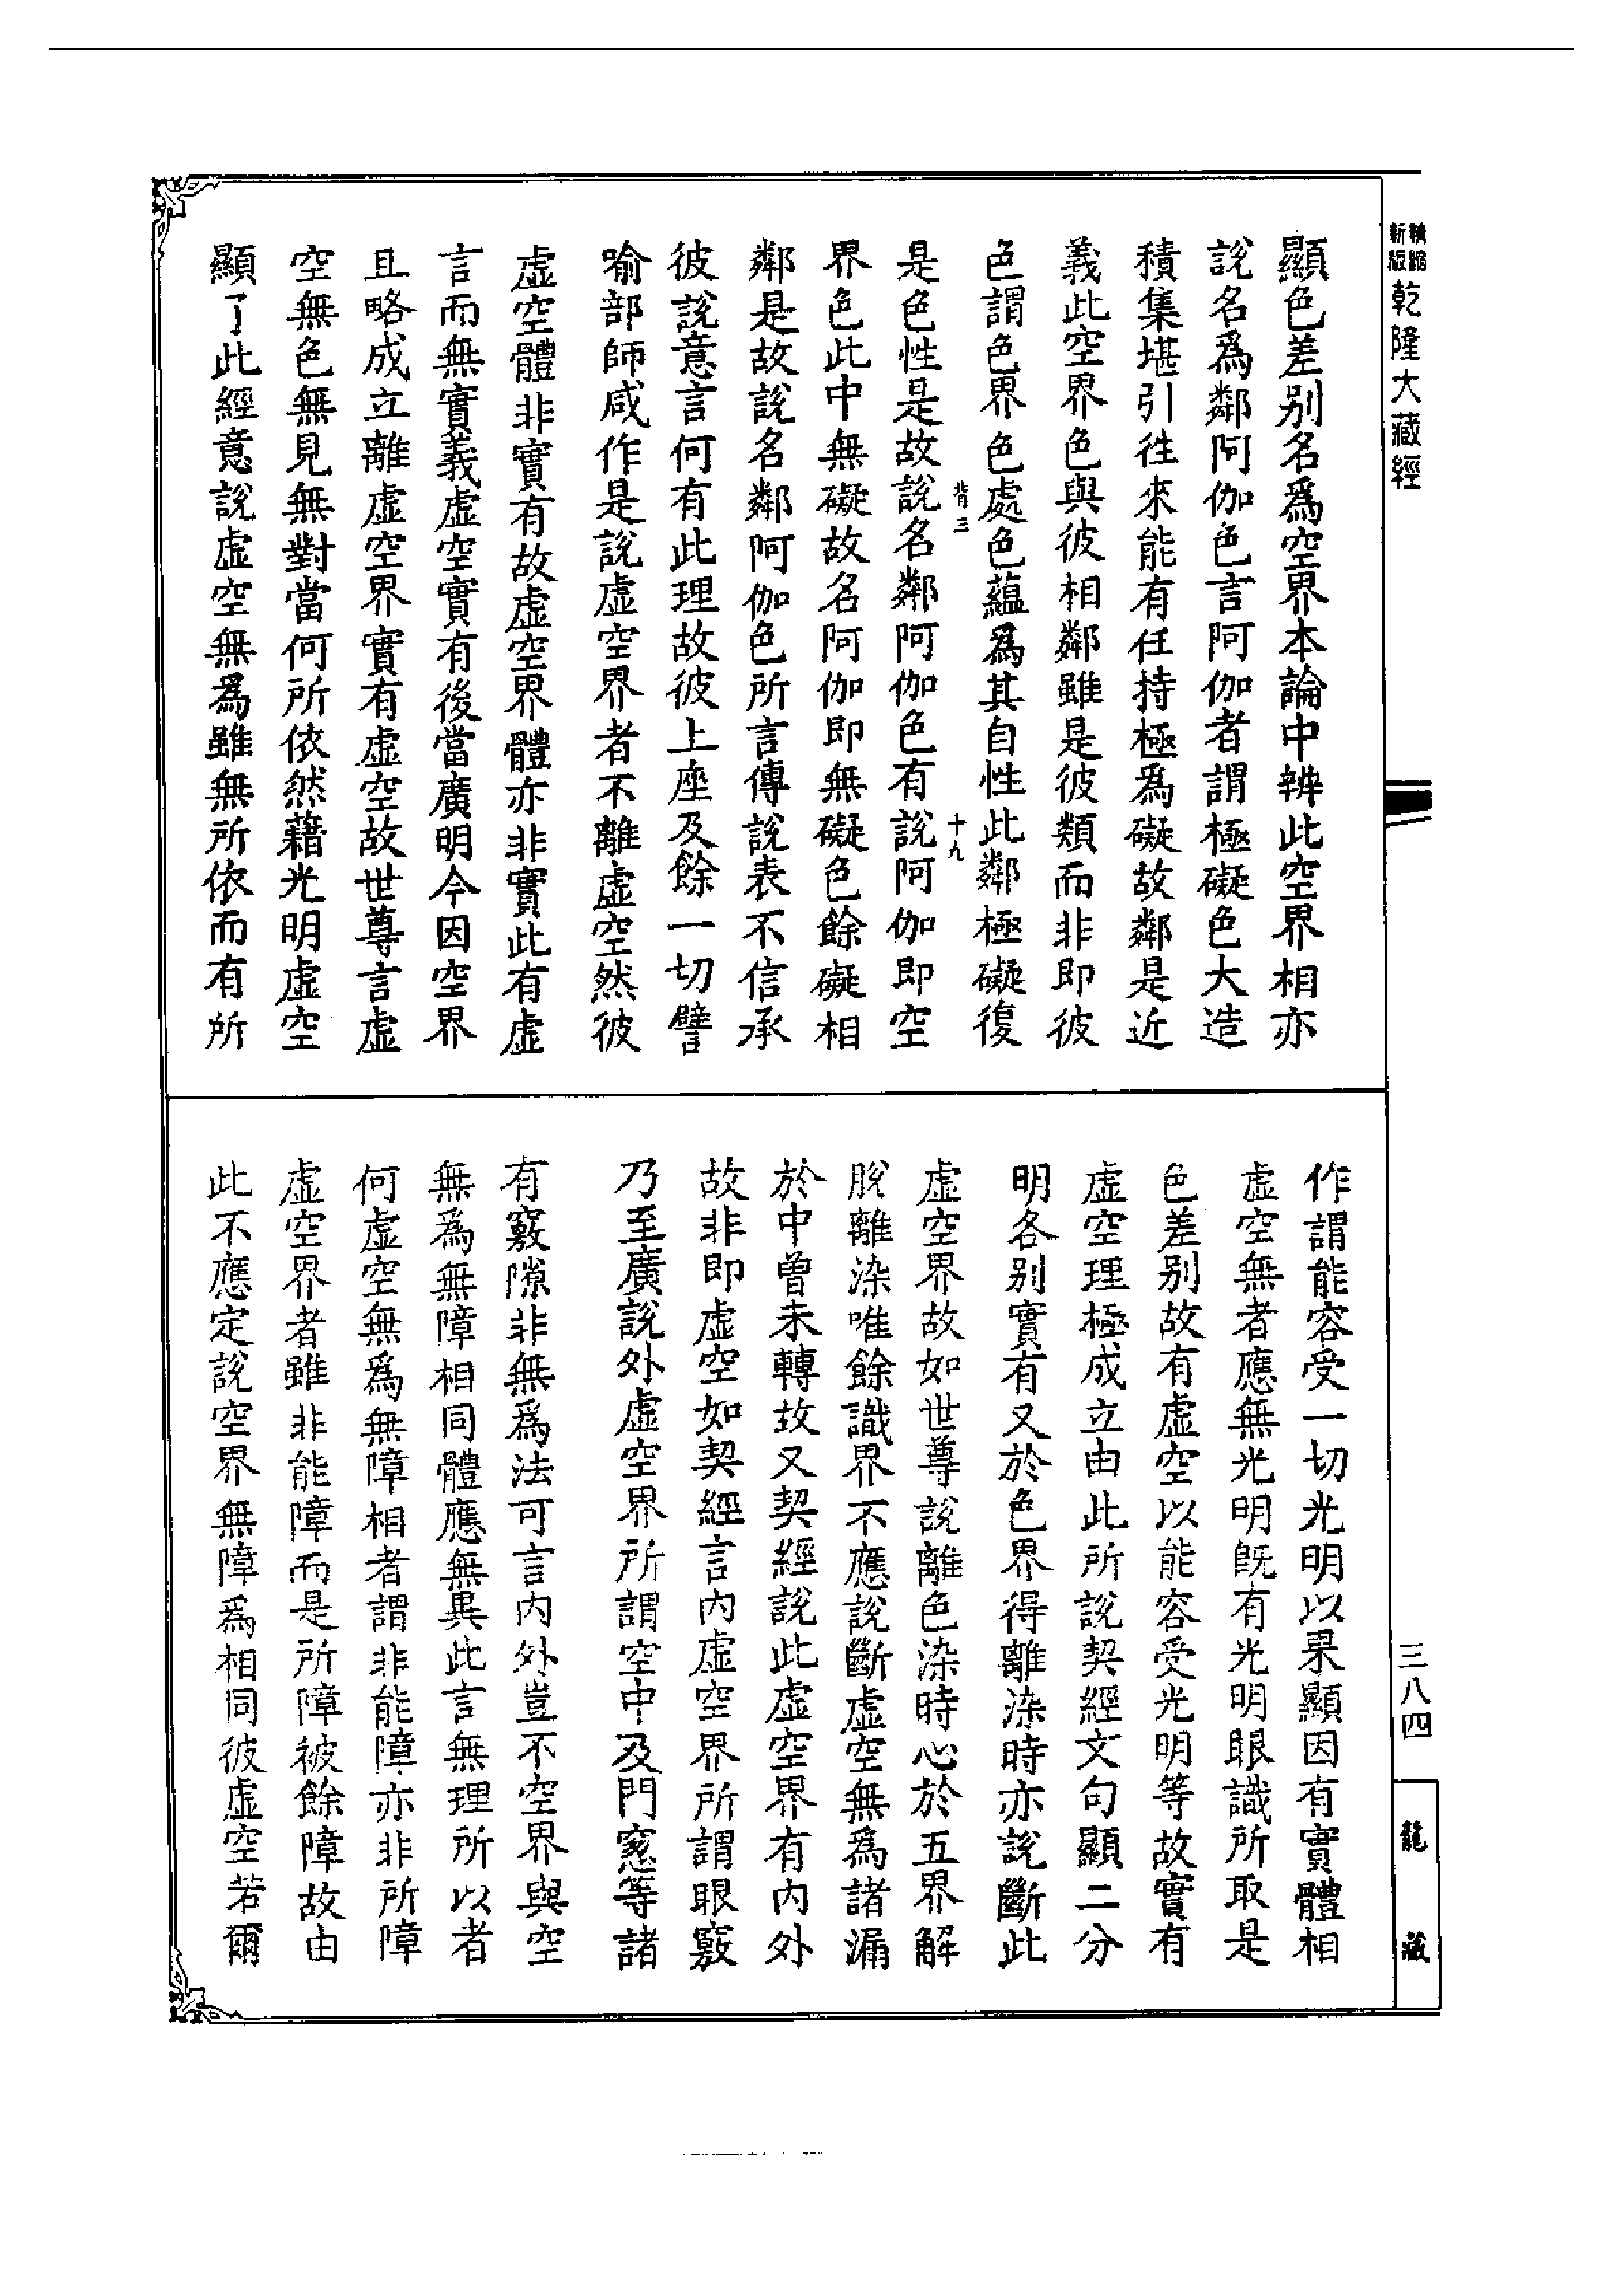 新縮
新版
乾隆大藏經
顯色差别名爲空界本論中辨此空界相亦
說名爲鄰阿伽色言阿伽者謂極礙色大造
積集堪引往來能有任持極爲礙故鄰是近
義此空界色與彼相鄰雖是彼類而非即彼
色謂色界色處色蘊爲其自性此鄰極礙復
背三 十九
是色性是故說名鄰阿伽色有說阿伽即空
界色此中無礙故名阿伽即無礙色餘礙相
鄰是故說名鄰阿伽色所言傳說表不信承
彼說意言何有此理故彼上座及餘一切譬
喻部師咸作是說虛空界者不離虛空然彼
虛空體非實有故虛空界體亦非實此有虛
言而無實義虛空實有後當廣明今因空界
且略成立離虛空界實有虛空故世尊言虛
空無色無見無對當何所依然藉光明虛空
顯了此經意說虛空無爲雖無所依而有所
作謂能容受一切光明以果顯因有實體相
虛空無者應無光明既有光明眼識所取是
色差别故有虛空以能容受光明等故實有
虛空理極成立由此所說契經文句顯二分
明各别實有又於色界得離染時亦說斷此
虛空界故如世尊說離色染時心於五界解
脫離染唯餘識界不應說斷虛空無爲諸漏
於中曾未轉故又契經說此虛空界有内外
故非即虛空如契經言内虛空界所謂眼竅
乃至廣說外虛空界所謂空中及門窻等諸
有竅隙非無爲法可言内外豈不空界與空
無爲無障相同體應無異此言無理所以者
何虛空無爲無障相者謂非能障亦非所障
虛空界者雖非能障而是所障被餘障故由
此不應定說空界無障爲相同彼虛空若爾
三八四
龍藏